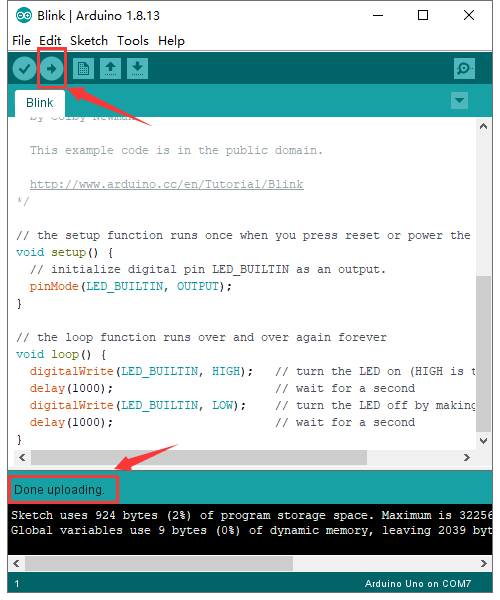 Blink | Arduino 1.8.13
File Edit Sketch Tools Help
Blink
by Colby Newman
This example code is in the public domain.
http://www.arduino.cc/en/Tutorial/Blink
*/
// the setup function runs once when you press reset or power the
void setup() {
// initialize digital pin LED_BUILTIN as an output.
pinMode(LED_BUILTIN, OUTPUT);
}
// the loop function runs over and over again forever
void loop() {
digitalWrite(LED_BUILTIN, HIGH); // turn the LED on (HIGH is t
delay(1000); // wait for a second
digitalWrite(LED_BUILTIN, LOW); // turn the LED off by making
delay(1000); // wait for a second
}
Done uploading.
Sketch uses 924 bytes (2%) of program storage space. Maximum is 32256
Global variables use 9 bytes (0%) of dynamic memory, leaving 2039 byt
1
Arduino Uno on COM7